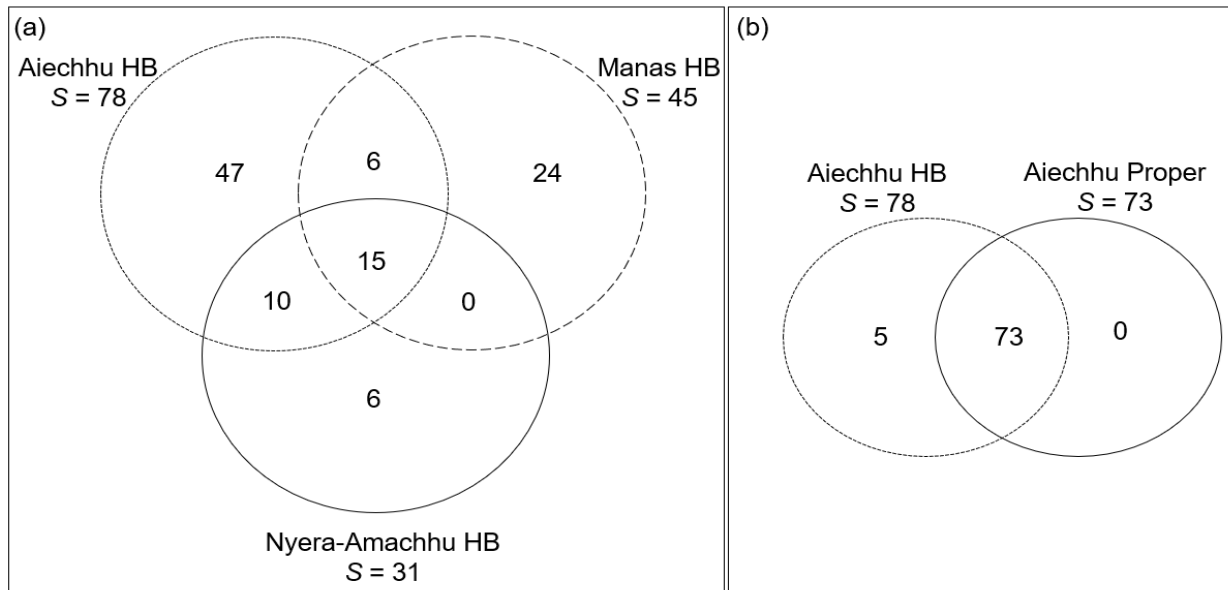 (a)
Aiechhu HB
S = 78
Manas HB
S = 45
47
6
24
15
10
0
6
Nyera-Amachhu HB
S = 31
(b)
Aiechhu HB
S = 78
Aiechhu Proper
S = 73
5
73
0